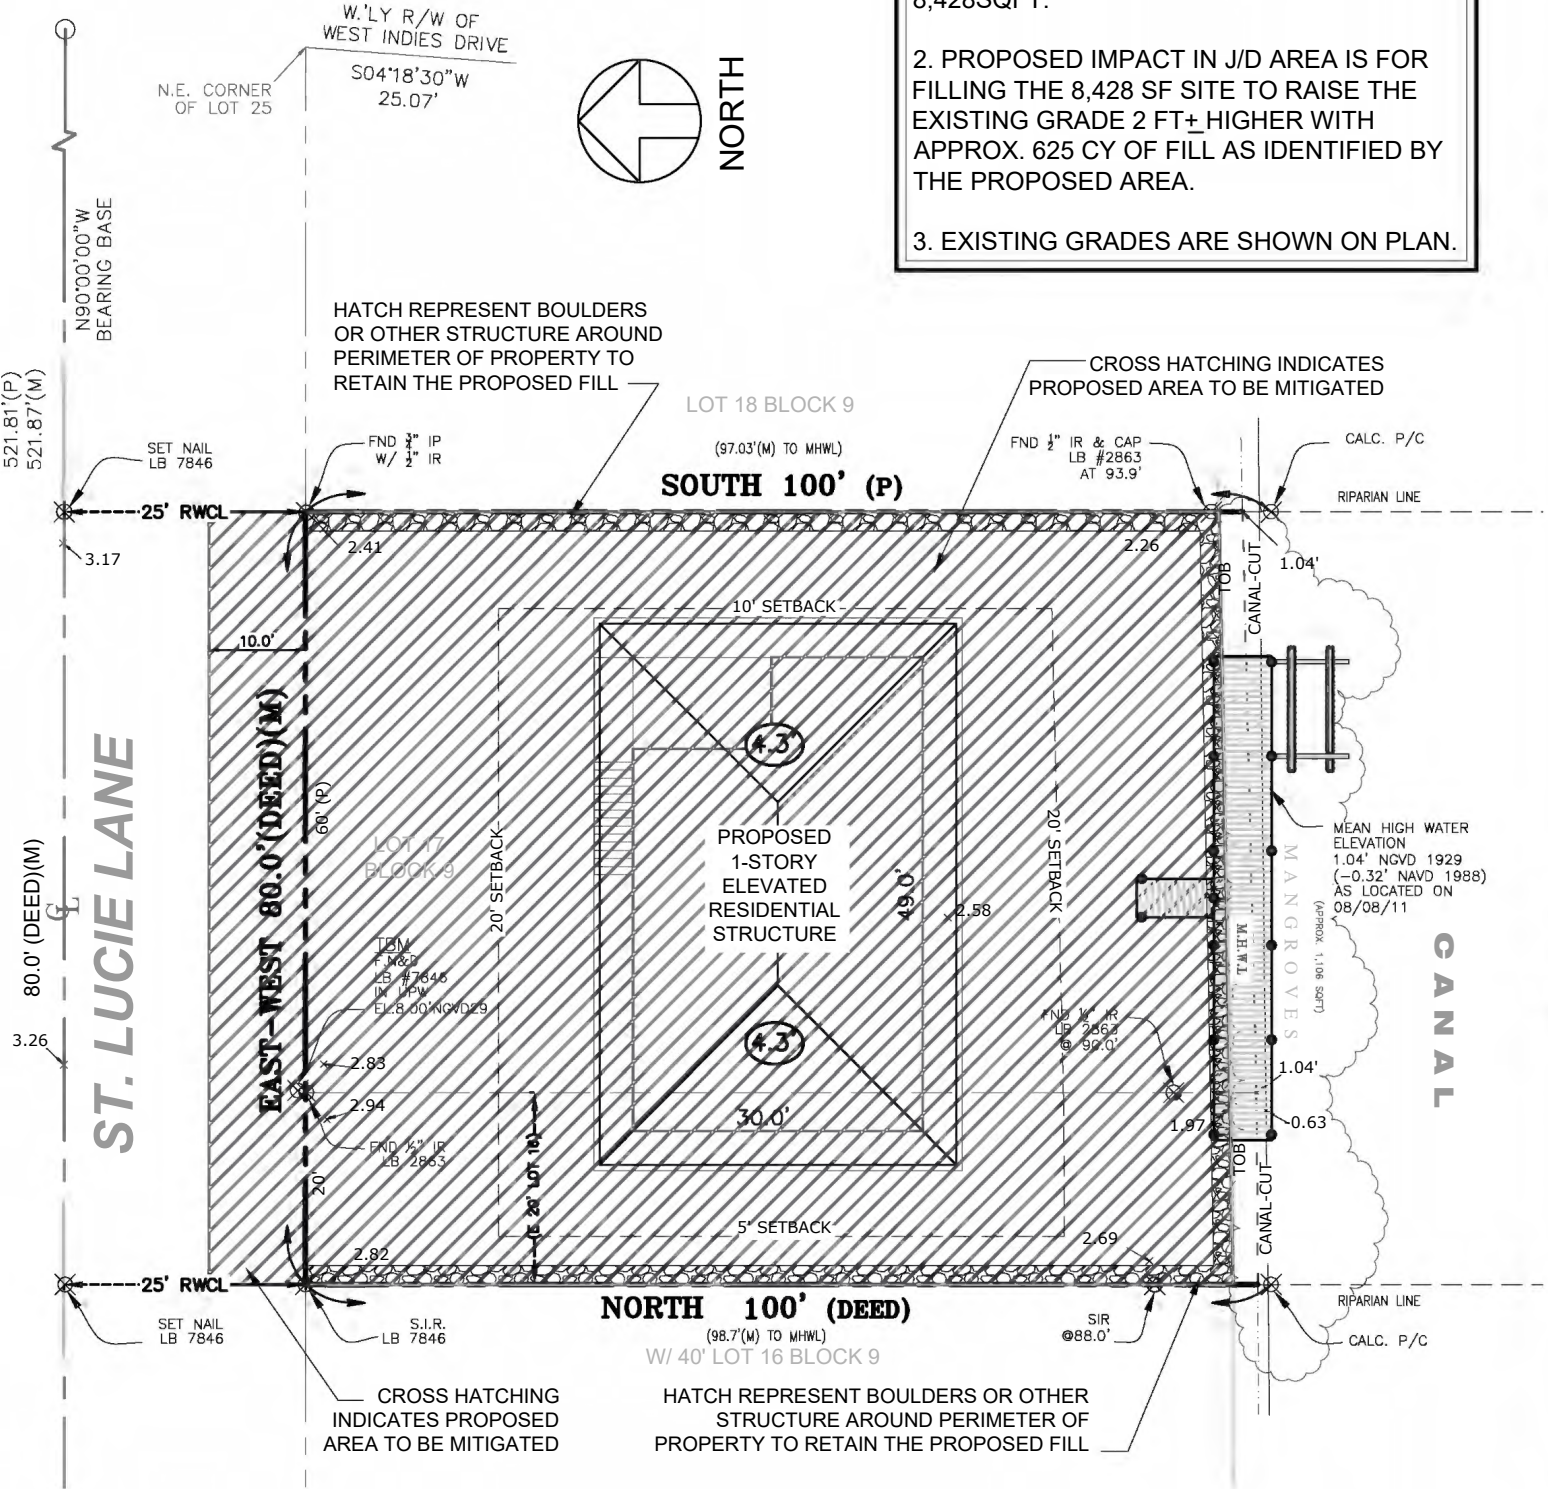 W.'LY R/W OF
WEST INDIES DRIVE
S04°18'30"W
25.07'
N.E. CORNER
OF LOT 25
NORTH
8,428SQFT.
2. PROPOSED IMPACT IN J/D AREA IS FOR
FILLING THE 8,428 SF SITE TO RAISE THE
EXISTING GRADE 2 FT± HIGHER WITH
APPROX. 625 CY OF FILL AS IDENTIFIED BY
THE PROPOSED AREA.
3. EXISTING GRADES ARE SHOWN ON PLAN.
N90°00'00"W
BEARING BASE
521.81'(P)
521.87'(M)
HATCH REPRESENT BOULDERS
OR OTHER STRUCTURE AROUND
PERIMETER OF PROPERTY TO
RETAIN THE PROPOSED FILL
CROSS HATCHING INDICATES
PROPOSED AREA TO BE MITIGATED
LOT 18 BLOCK 9
SET NAIL
LB 7846
FND 3/4" IP
W/ 1/2" IR
(97.03'(M) TO MHWL)
SOUTH 100' (P)
FND 1/2" IR & CAP
LB #2863
AT 93.9'
CALC. P/C
RIPARIAN LINE
25' RWCL
3.17
2.41
2.26
1.04'
TOB
CANAL-CUT
10' SETBACK
10.0'
4.3'
EAST-WEST 80.0'(DEED)(M)
60' (P)
LOT 17
BLOCK 9
20' SETBACK
PROPOSED
1-STORY
ELEVATED
RESIDENTIAL
STRUCTURE
49.0'
20' SETBACK
2.58
MEAN HIGH WATER
ELEVATION
1.04' NGVD 1929
(-0.32' NAVD 1988)
AS LOCATED ON
08/08/11
MANGROVES
(APPROX. 1,106 SQFT)
M.H.W.L
CANAL
80.0' (DEED)(M)
CL
ST. LUCIE LANE
TBM
F.N&D
LB #7846
IN UPW
EL:8.00'NGVD29
3.26
2.83
2.94
FND 1/2" IR
LB 2863
20'
(E 20' LOT 16)
4.3'
30.0'
FND 1/2" IR
LB 2863
@ 90.0'
1.97
1.04'
-0.63
TOB
CANAL-CUT
5' SETBACK
2.82
2.69
25' RWCL
NORTH 100' (DEED)
(98.7'(M) TO MHWL)
W/ 40' LOT 16 BLOCK 9
RIPARIAN LINE
SET NAIL
LB 7846
S.I.R.
LB 7846
SIR
@88.0'
CALC. P/C
CROSS HATCHING
INDICATES PROPOSED
AREA TO BE MITIGATED
HATCH REPRESENT BOULDERS OR OTHER
STRUCTURE AROUND PERIMETER OF
PROPERTY TO RETAIN THE PROPOSED FILL